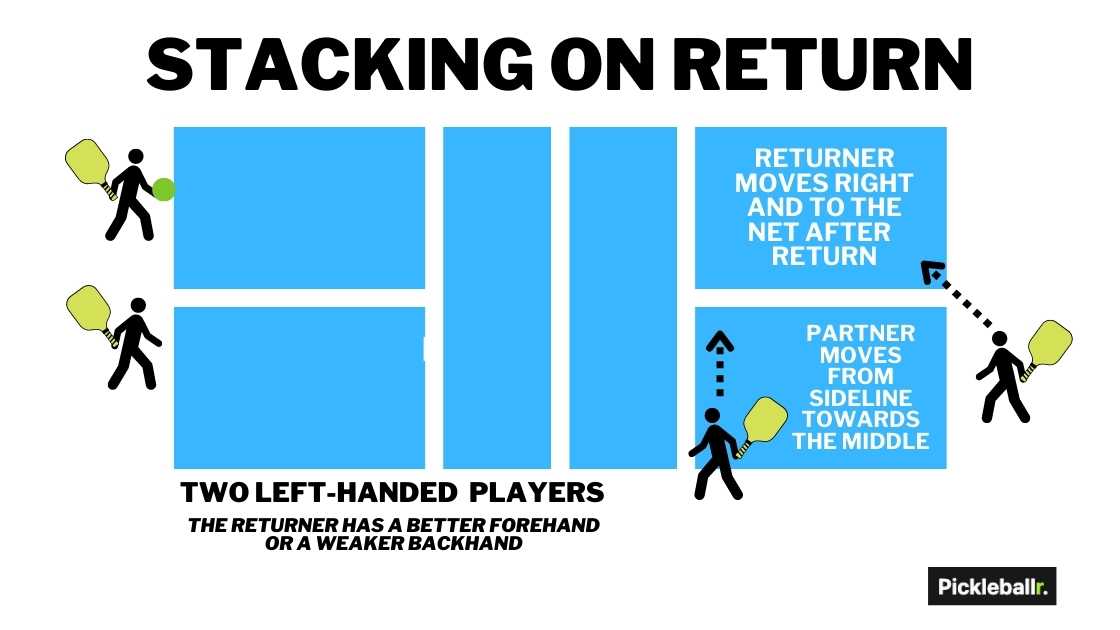 STACKING ON RETURN
RETURNER
MOVES RIGHT
AND TO THE
NET AFTER
RETURN
PARTNER
MOVES
FROM
SIDELINE
TOWARDS
THE MIDDLE
TWO LEFT-HANDED PLAYERS
THE RETURNER HAS A BETTER FOREHAND
OR A WEAKER BACKHAND
Pickleballr.